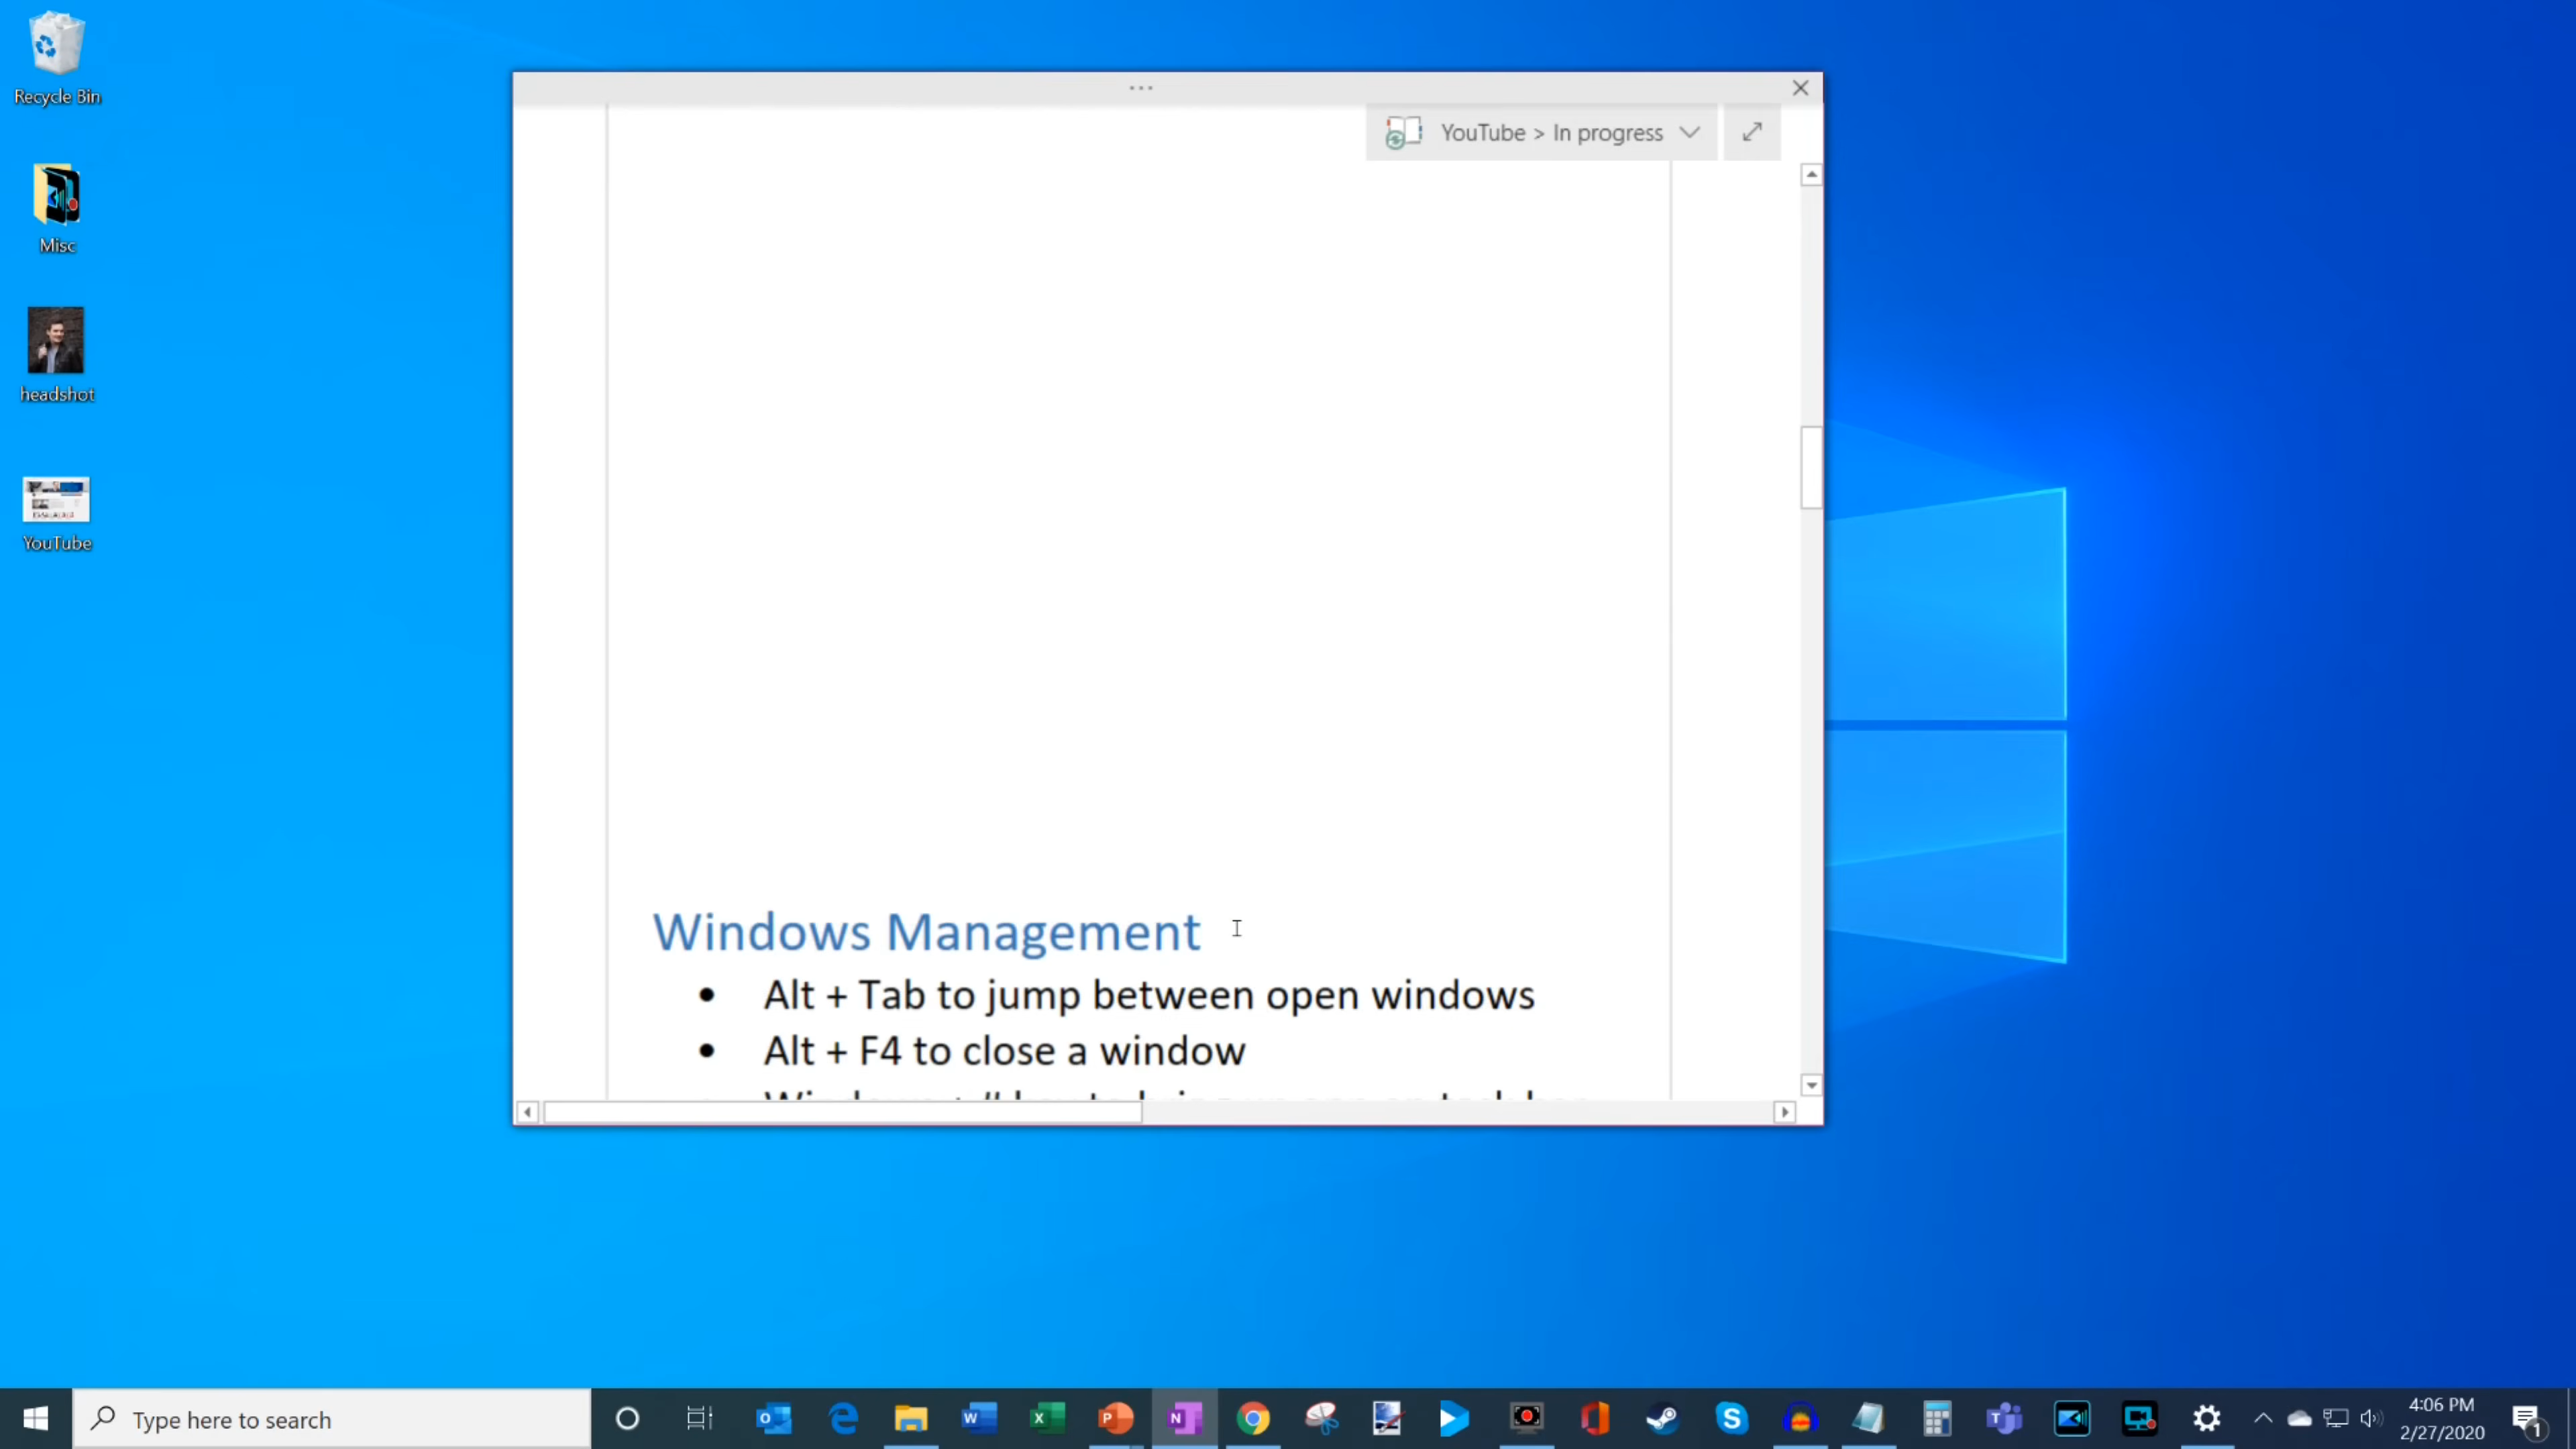 Recycle Bin
Misc
headshot
YouTube
YouTube > In progress
Windows Management
• Alt + Tab to jump between open windows
• Alt + F4 to close a window
Type here to search
4:06 PM
2/27/2020
1